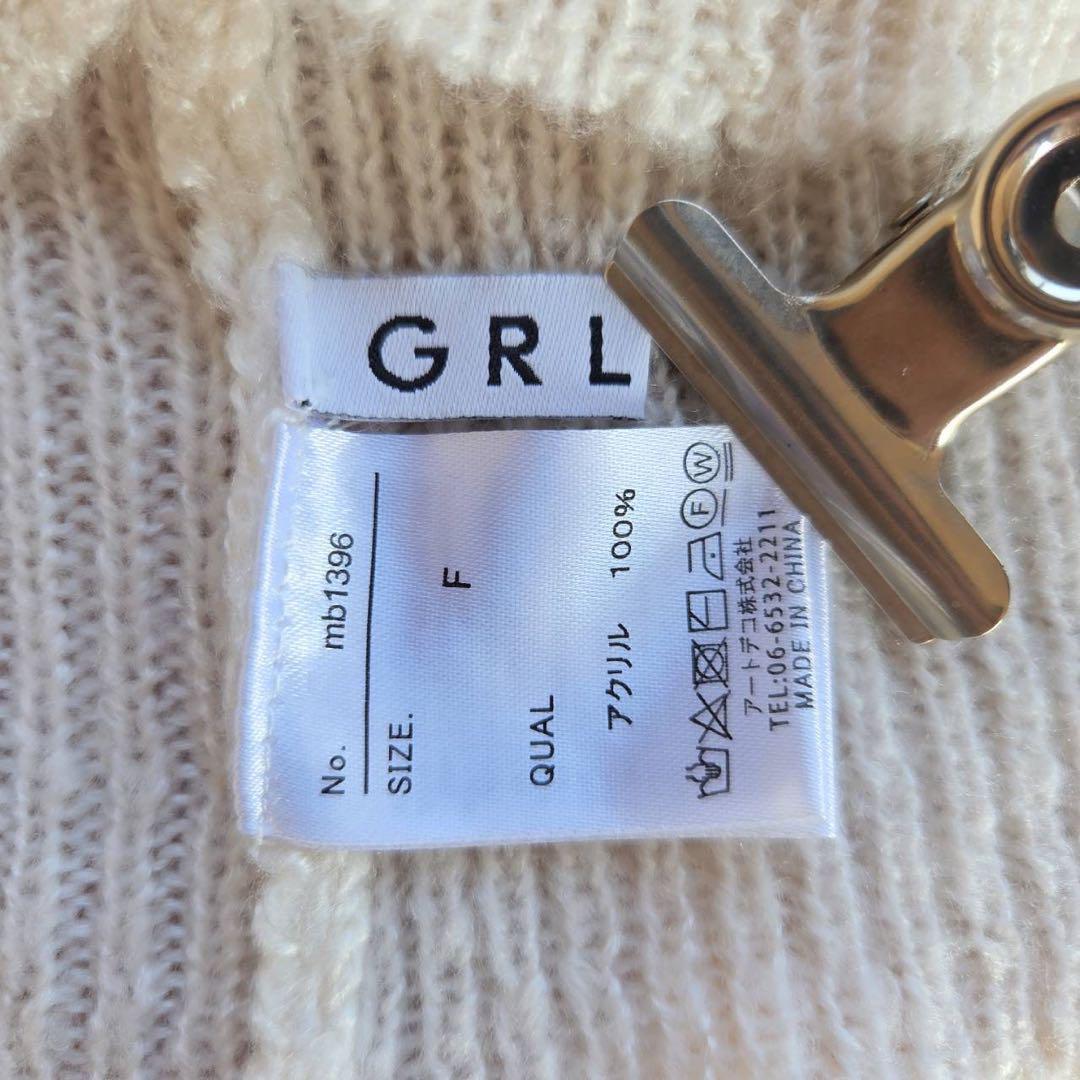 GRL
No. mb1396
SIZE.
F
QUAL
アクリル 100%
F W
アートデコ株式会社
TEL:06-6532-2211
MADE IN CHINA